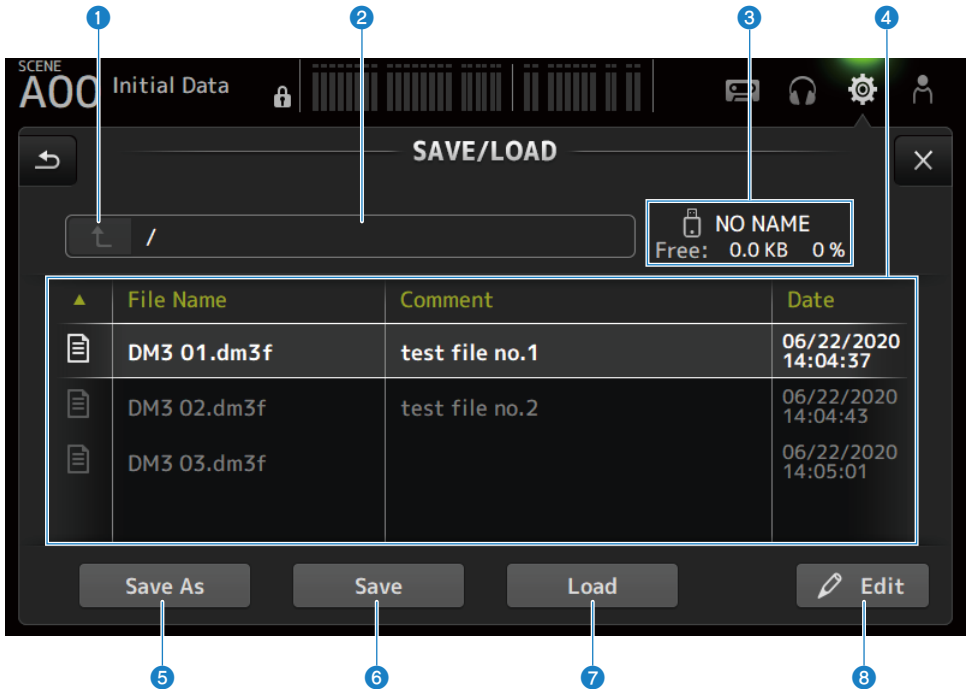 1 2 3 4
SCENE
A00 Initial Data
SAVE/LOAD
/
NO NAME
Free: 0.0 KB 0 %
▲ File Name Comment Date
DM3 01.dm3f test file no.1 06/22/2020
14:04:37
DM3 02.dm3f test file no.2 06/22/2020
14:04:43
DM3 03.dm3f 06/22/2020
14:05:01
Save As Save Load Edit
5 6 7 8